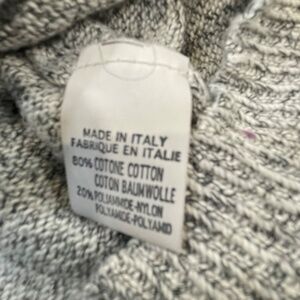 MADE IN ITALY
FABRIQUE EN ITALIE
80% COTONE COTTON
COTON BAUMWOLLE
20% POLIAMMIDE-NYLON
POLYAMIDE-POLYAMID